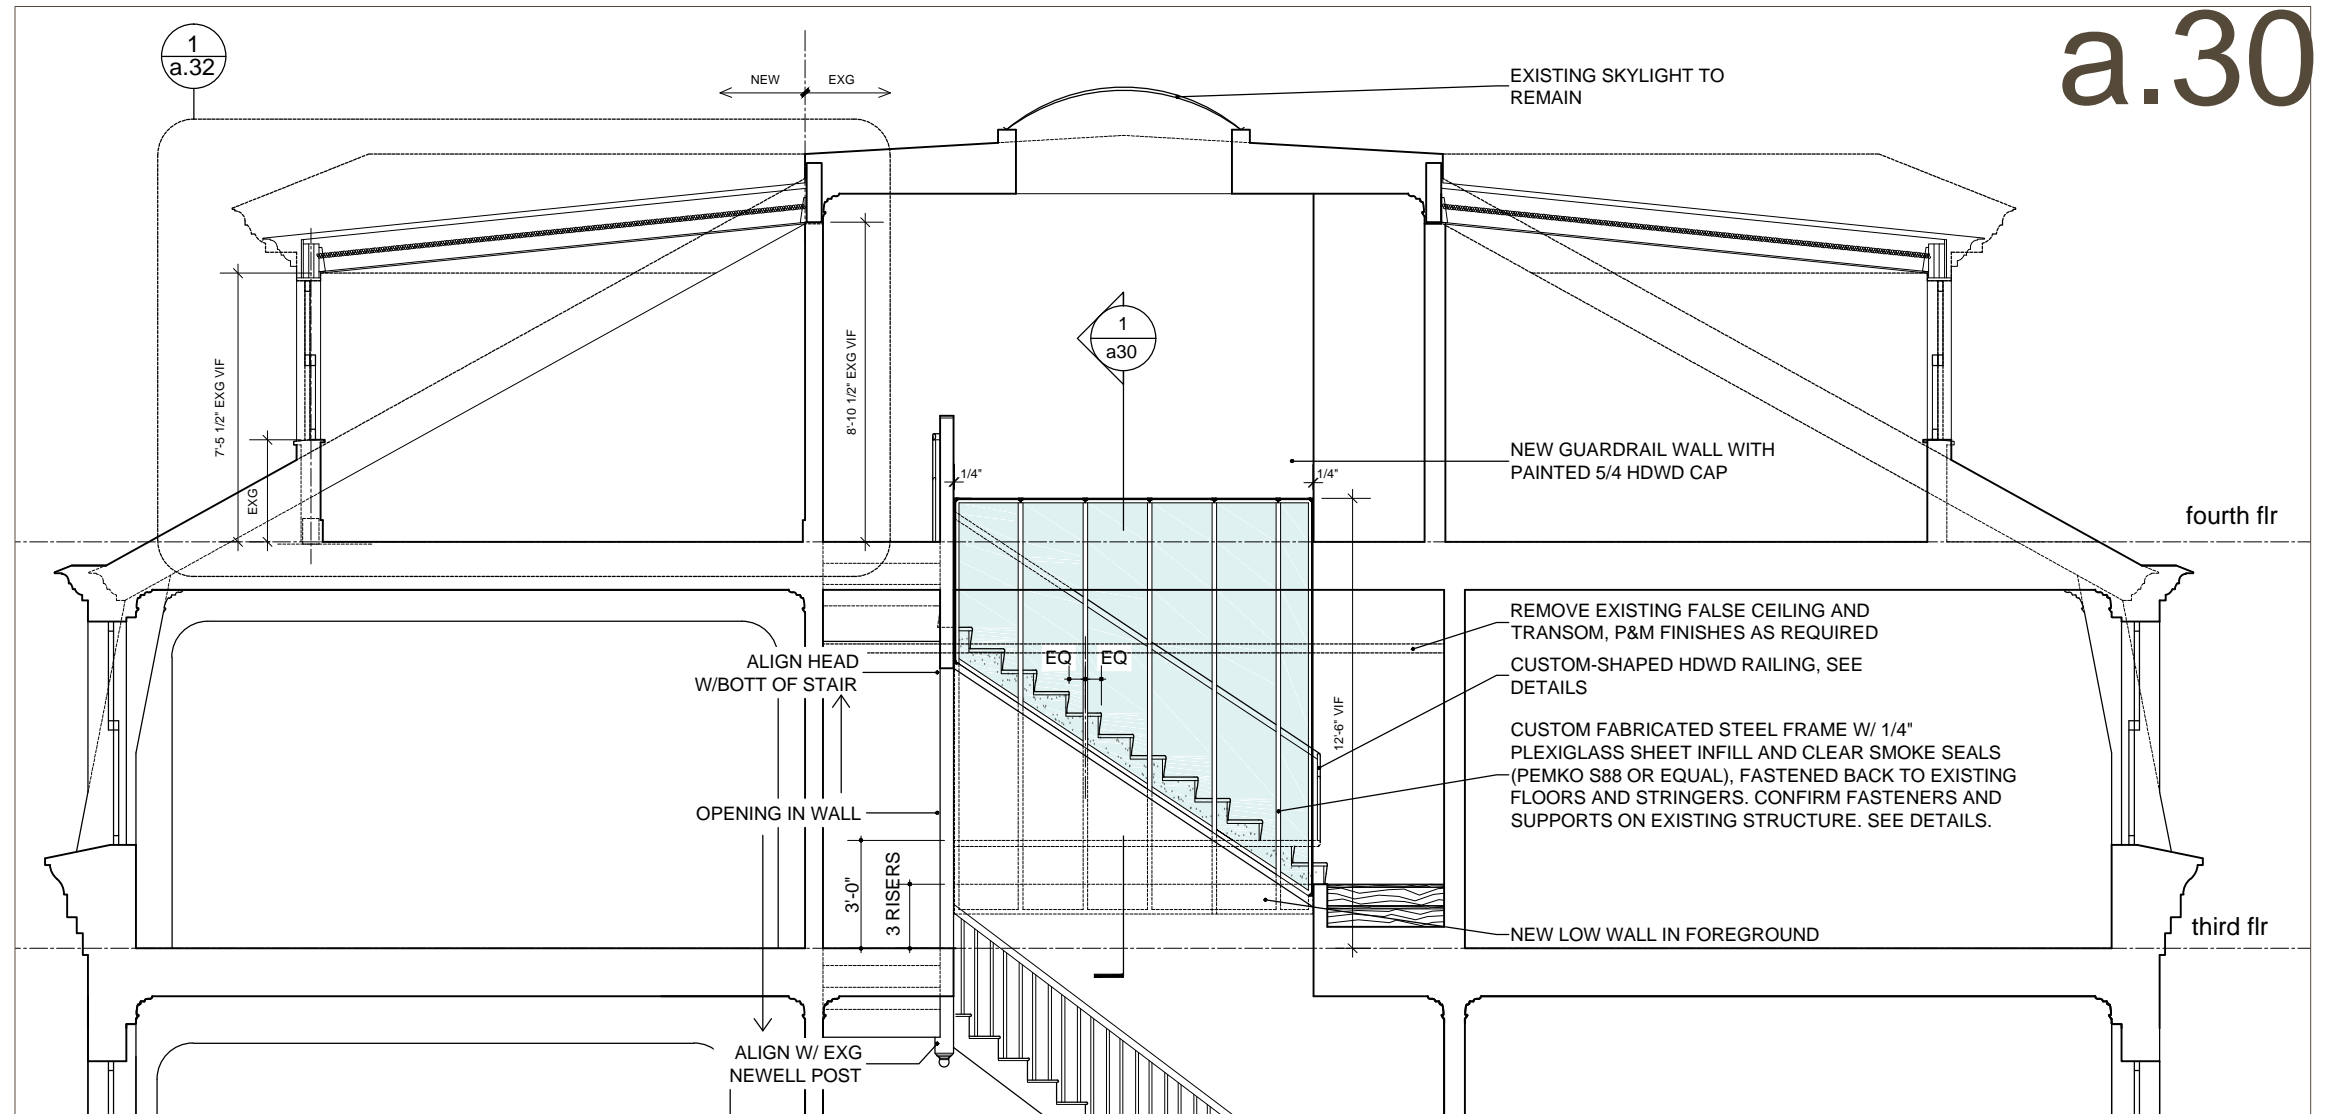 a.30
1
a.32
NEW
EXG
EXISTING SKYLIGHT TO
REMAIN
1
a30
7'-5 1/2" EXG VIF
EXG
8'-10 1/2" EXG VIF
1/4"
1/4"
NEW GUARDRAIL WALL WITH
PAINTED 5/4 HDWD CAP
fourth flr
REMOVE EXISTING FALSE CEILING AND
TRANSOM, P&M FINISHES AS REQUIRED
ALIGN HEAD
W/BOTT OF STAIR
EQ
EQ
CUSTOM-SHAPED HDWD RAILING, SEE
DETAILS
12'-6" VIF
CUSTOM FABRICATED STEEL FRAME W/ 1/4"
PLEXIGLASS SHEET INFILL AND CLEAR SMOKE SEALS
(PEMKO S88 OR EQUAL), FASTENED BACK TO EXISTING
FLOORS AND STRINGERS. CONFIRM FASTENERS AND
SUPPORTS ON EXISTING STRUCTURE. SEE DETAILS.
OPENING IN WALL
3'-0"
3 RISERS
NEW LOW WALL IN FOREGROUND
third flr
ALIGN W/ EXG
NEWELL POST